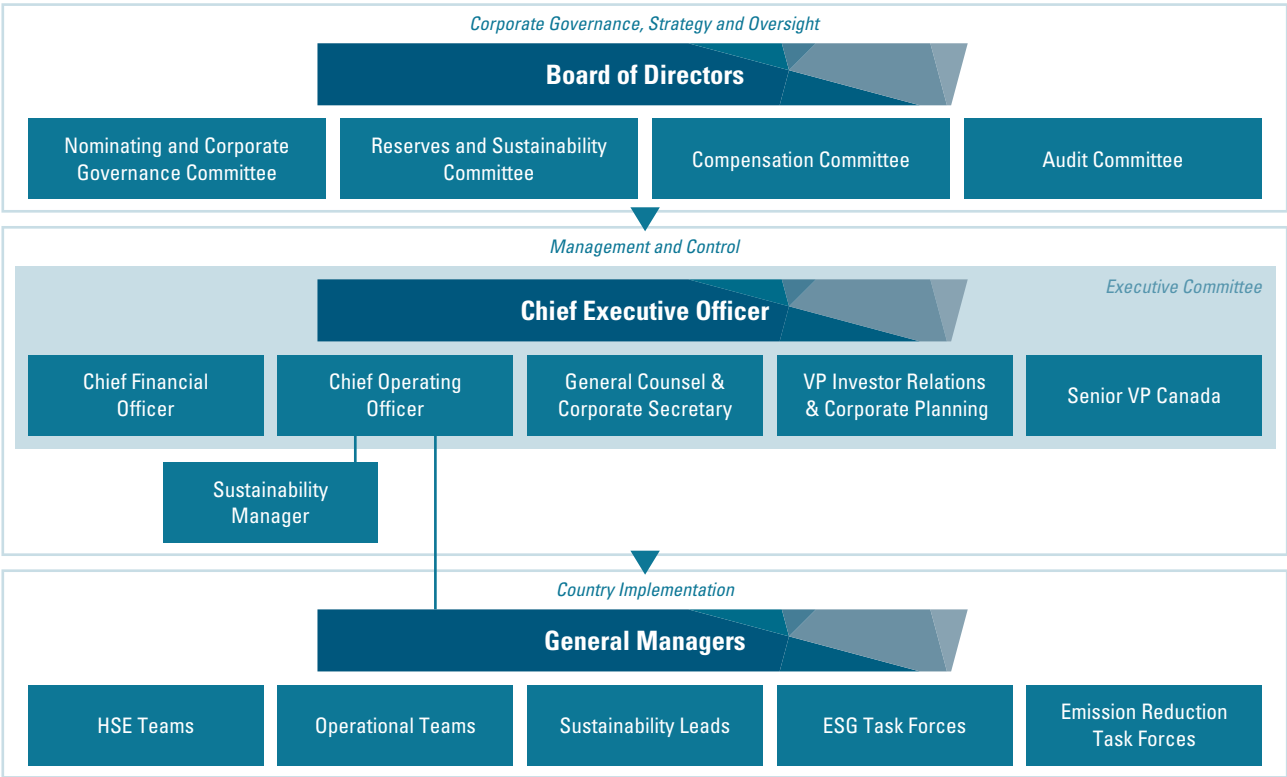 Corporate Governance, Strategy and Oversight
Board of Directors
Nominating and Corporate
Governance Committee
Reserves and Sustainability
Committee
Compensation Committee
Audit Committee
Management and Control
Executive Committee
Chief Executive Officer
Chief Financial
Officer
Chief Operating
Officer
General Counsel &
Corporate Secretary
VP Investor Relations
& Corporate Planning
Senior VP Canada
Sustainability
Manager
Country Implementation
General Managers
HSE Teams
Operational Teams
Sustainability Leads
ESG Task Forces
Emission Reduction
Task Forces